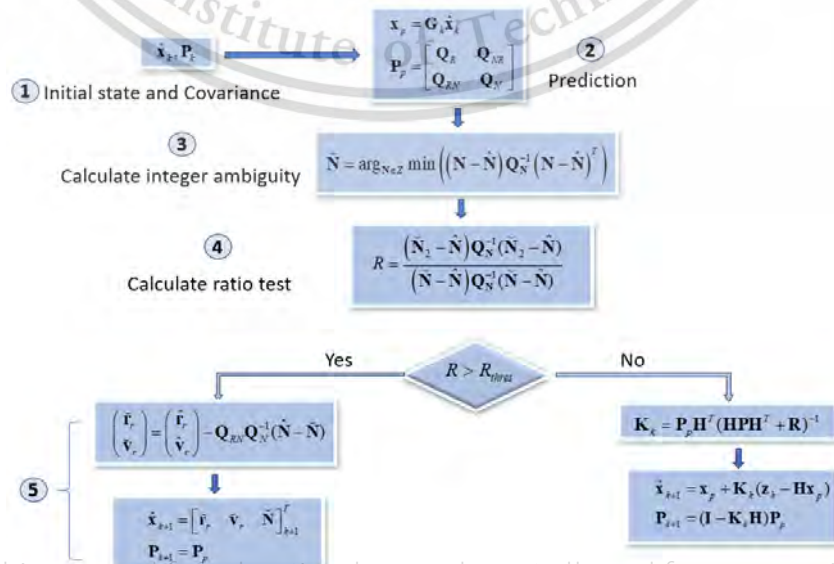 stitute of Tech
x̂ₖ, Pₖ
① Initial state and Covariance
xₚ = Gₖx̂ₖ
Pₚ = [Q_R Q_NR
Q_RN Q_N]
② Prediction
③
Calculate integer ambiguity
Ň = arg_{N∈Z} min((N − N̂)Q_N⁻¹(N − N̂)ᵀ)
④
Calculate ratio test
R = (Ň₂ − N̂)Q_N⁻¹(Ň₂ − N̂)
(Ň − N̂)Q_N⁻¹(Ň − N̂)
Yes
R > R_thres
No
(ř_r
v̌_r) = (r̂_r
v̂_r) − Q_RN Q_N⁻¹(N̂ − Ň)
Kₖ = PₚHᵀ(HPHᵀ + R)⁻¹
⑤
x̂ₖ₊₁ = [ř_r v̌_r Ň]ᵀₖ₊₁
Pₖ₊₁ = Pₚ
x̂ₖ₊₁ = xₚ + Kₖ(zₖ − Hxₚ)
Pₖ₊₁ = (I − KₖH)Pₚ